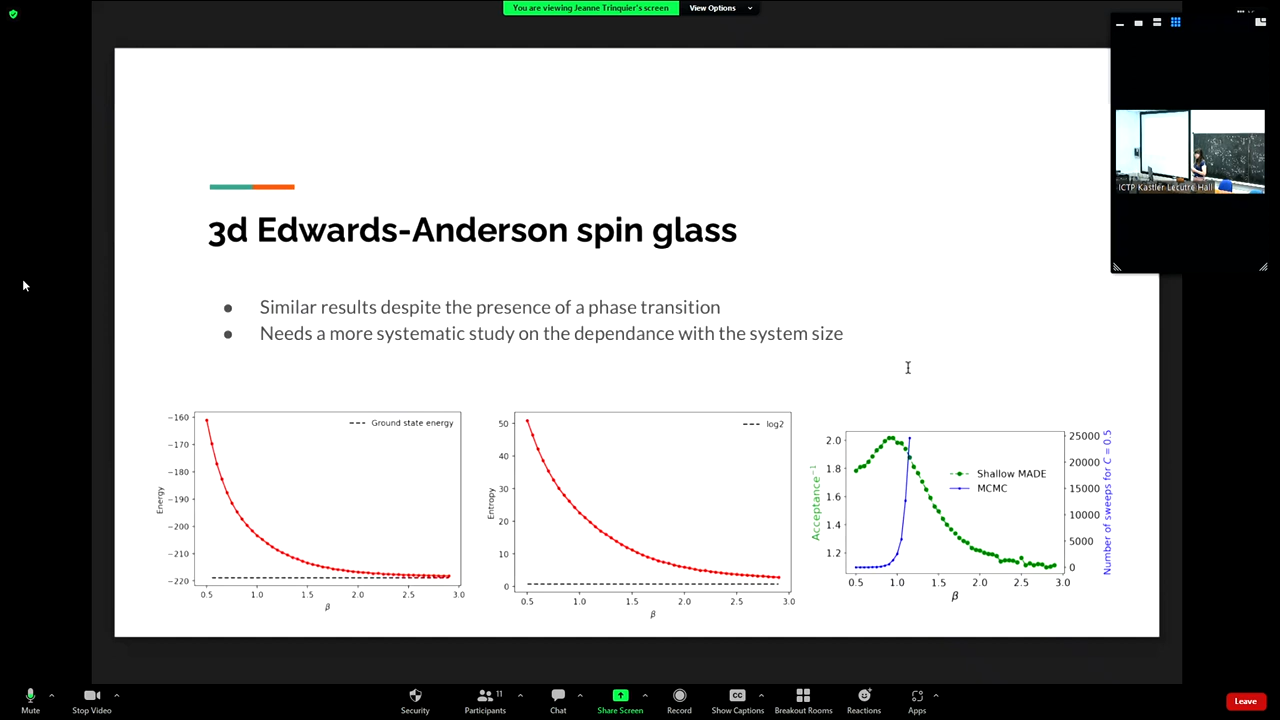 You are viewing Jeanne Trinquier's screen
View Options
ICTP Kastler Lecutre Hall
3d Edwards-Anderson spin glass
● Similar results despite the presence of a phase transition
● Needs a more systematic study on the dependance with the system size
−160
−170
−180
−190
−200
−210
−220
Energy
Ground state energy
0.5 1.0 1.5 2.0 2.5 3.0
β
50
40
30
20
10
0
Entropy
log2
0.5 1.0 1.5 2.0 2.5 3.0
β
2.0
1.8
1.6
1.4
1.2
Acceptance⁻¹
Shallow MADE
MCMC
25000
20000
15000
10000
5000
0
Number of sweeps for C = 0.5
0.5 1.0 1.5 2.0 2.5 3.0
β
Mute
Stop Video
Security
Participants
11
Chat
Share Screen
Record
Show Captions
Breakout Rooms
Reactions
Apps
Leave